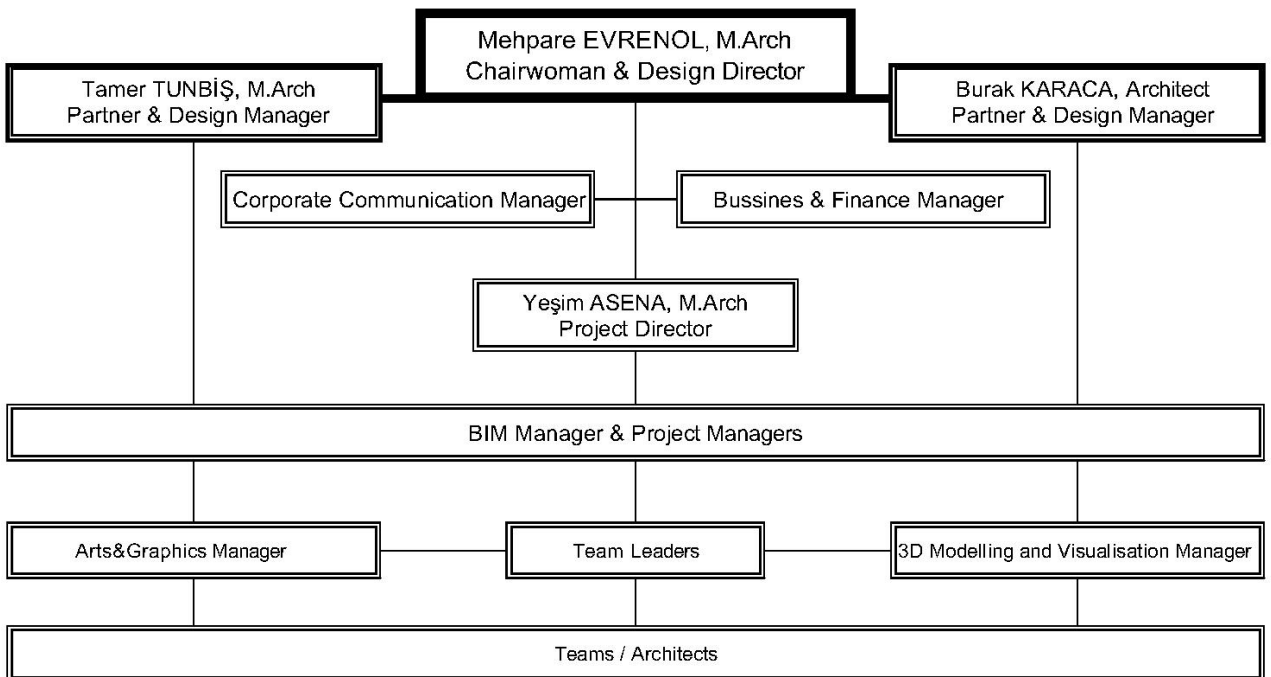 Mehpare EVRENOL, M.Arch
Chairwoman & Design Director
Tamer TUNBİŞ, M.Arch
Partner & Design Manager
Burak KARACA, Architect
Partner & Design Manager
Corporate Communication Manager
Bussines & Finance Manager
Yeşim ASENA, M.Arch
Project Director
BIM Manager & Project Managers
Arts&Graphics Manager
Team Leaders
3D Modelling and Visualisation Manager
Teams / Architects